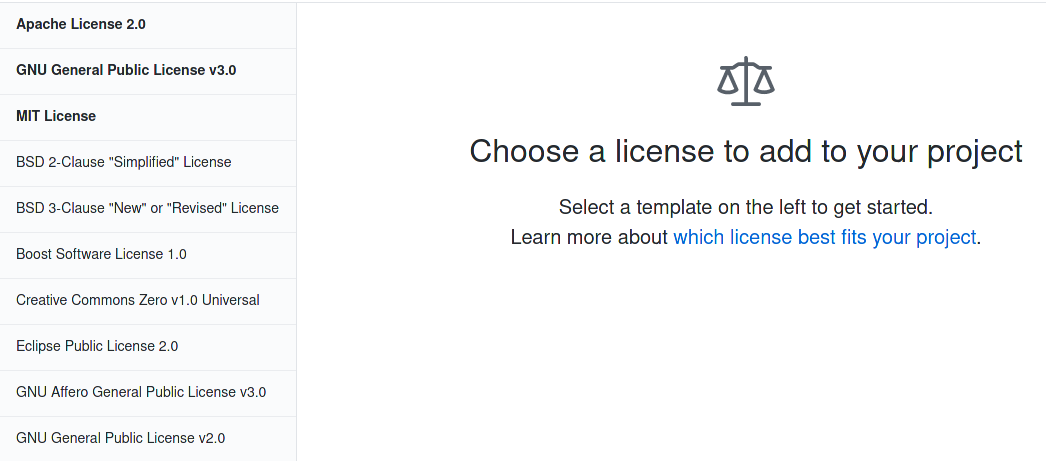 Apache License 2.0
GNU General Public License v3.0
MIT License
BSD 2-Clause "Simplified" License
BSD 3-Clause "New" or "Revised" License
Boost Software License 1.0
Creative Commons Zero v1.0 Universal
Eclipse Public License 2.0
GNU Affero General Public License v3.0
GNU General Public License v2.0
Choose a license to add to your project
Select a template on the left to get started.
Learn more about which license best fits your project.